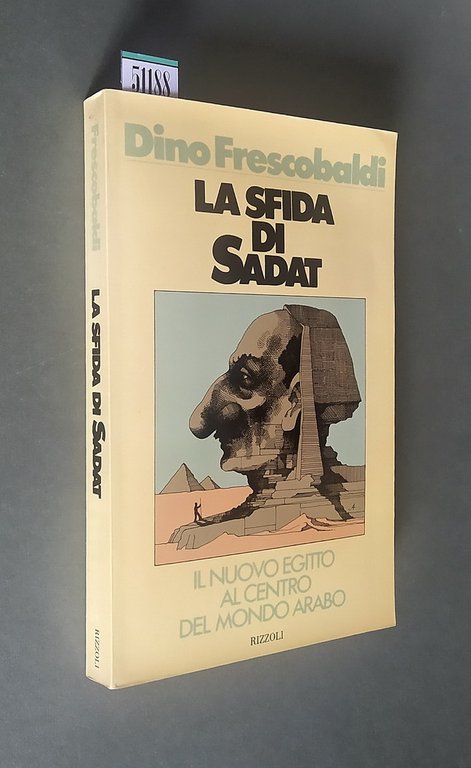 51188
Dino Frescobaldi
LA SFIDA
DI
SADAT
IL NUOVO EGITTO
AL CENTRO
DEL MONDO ARABO
RIZZOLI
Frescobaldi
LA SFIDA DI SADAT
RIZZOLI